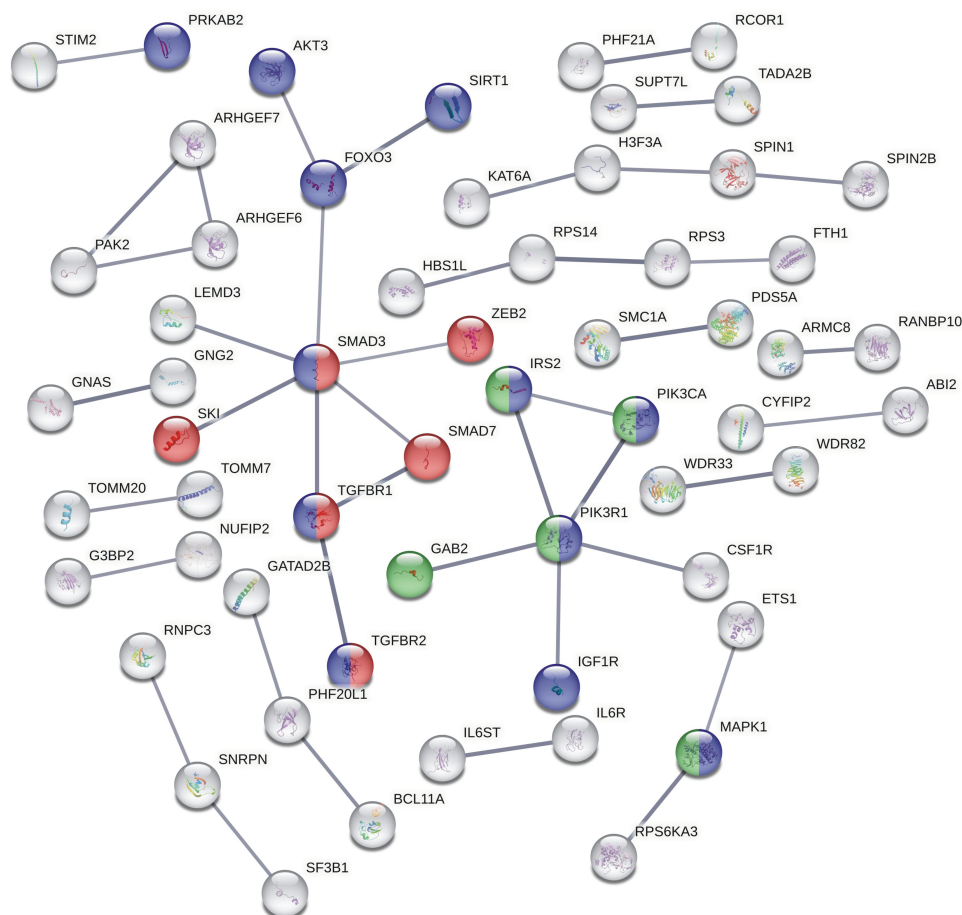 STIM2
PRKAB2
AKT3
SIRT1
PHF21A
RCOR1
SUPT7L
TADA2B
ARHGEF7
FOXO3
KAT6A
H3F3A
SPIN1
SPIN2B
PAK2
ARHGEF6
HBS1L
RPS14
RPS3
FTH1
LEMD3
SMAD3
ZEB2
SMC1A
PDS5A
ARMC8
RANBP10
GNAS
GNG2
IRS2
PIK3CA
CYFIP2
ABI2
SKI
SMAD7
WDR33
WDR82
TOMM20
TOMM7
TGFBR1
PIK3R1
G3BP2
NUFIP2
GATAD2B
GAB2
CSF1R
ETS1
RNPC3
TGFBR2
PHF20L1
IGF1R
IL6ST
IL6R
MAPK1
SNRPN
BCL11A
RPS6KA3
SF3B1